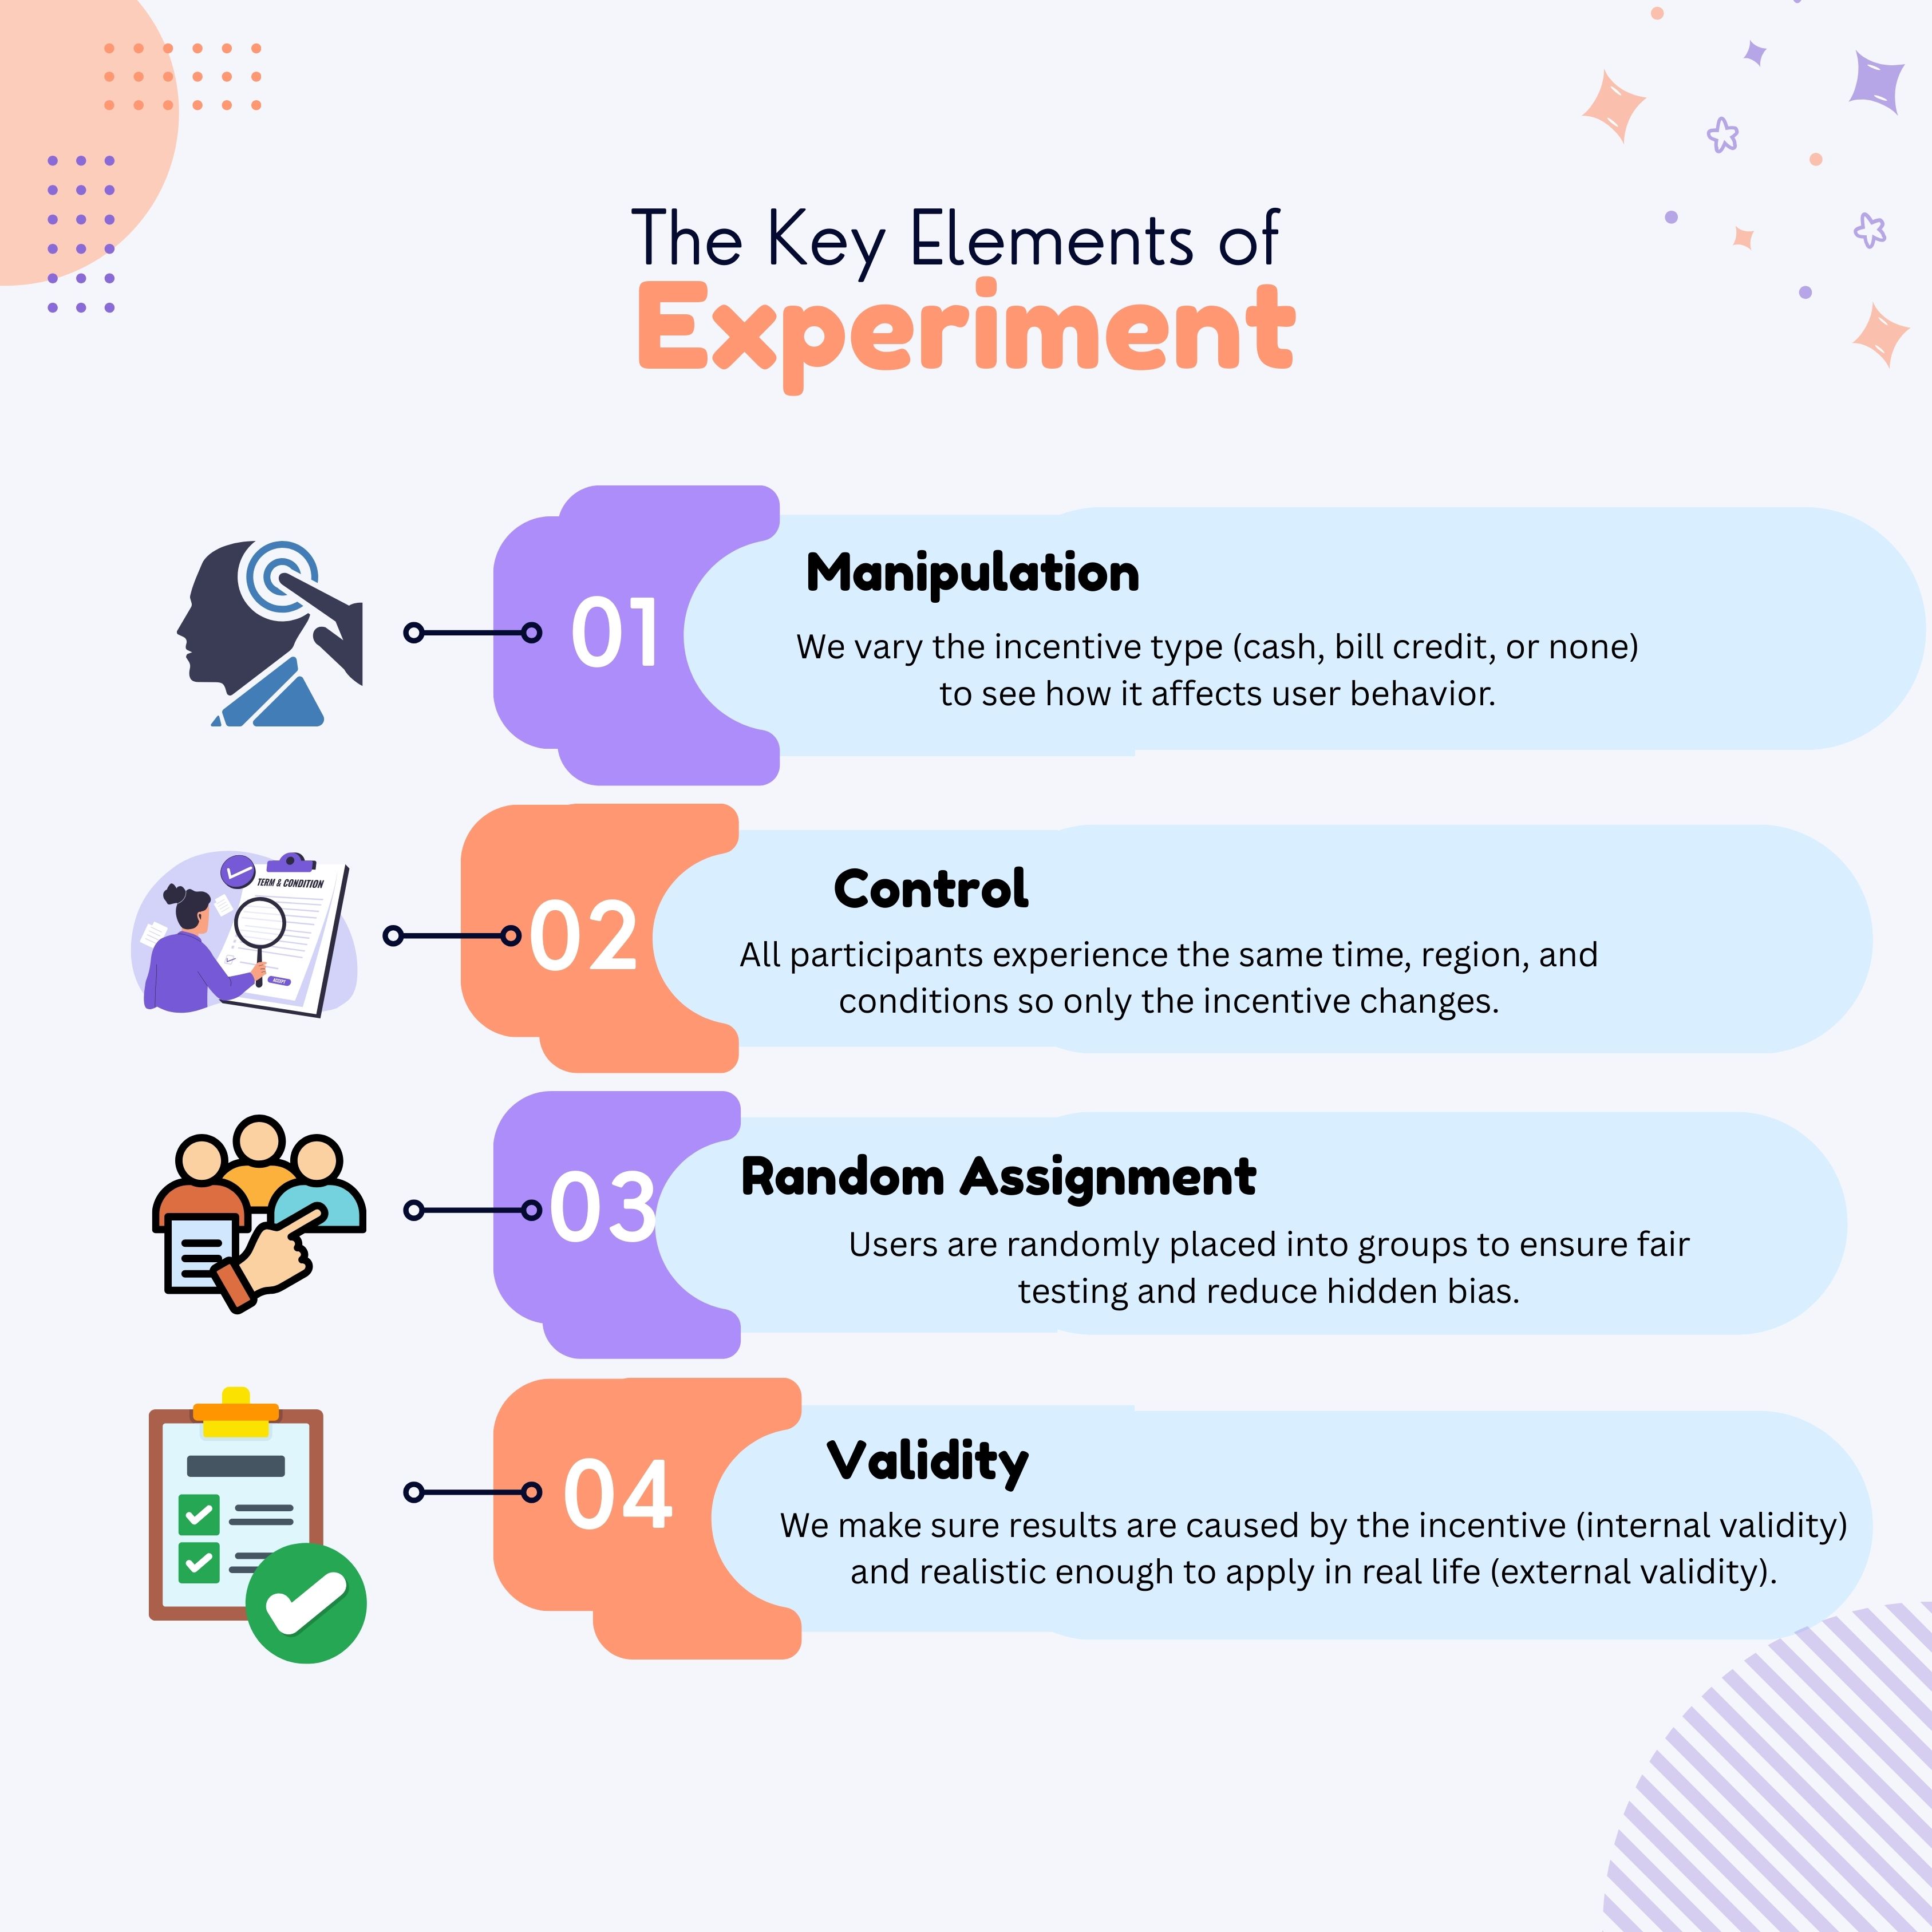 The Key Elements of
Experiment
01
Manipulation
We vary the incentive type (cash, bill credit, or none)
to see how it affects user behavior.
TERM & CONDITION
ACCEPT
02
Control
All participants experience the same time, region, and
conditions so only the incentive changes.
03
Random Assignment
Users are randomly placed into groups to ensure fair
testing and reduce hidden bias.
04
Validity
We make sure results are caused by the incentive (internal validity)
and realistic enough to apply in real life (external validity).